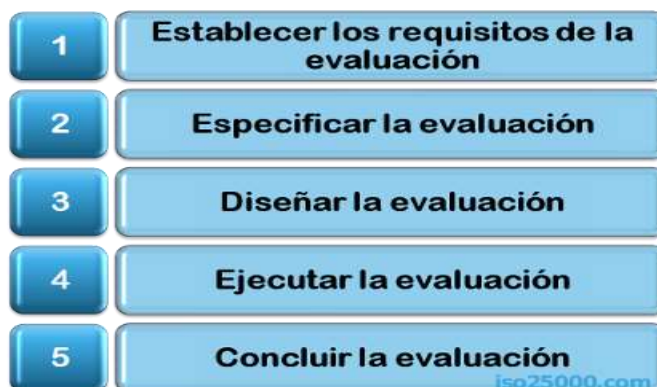 1 Establecer los requisitos de la
evaluación
2 Especificar la evaluación
3 Diseñar la evaluación
4 Ejecutar la evaluación
5 Concluir la evaluación
iso25000.com